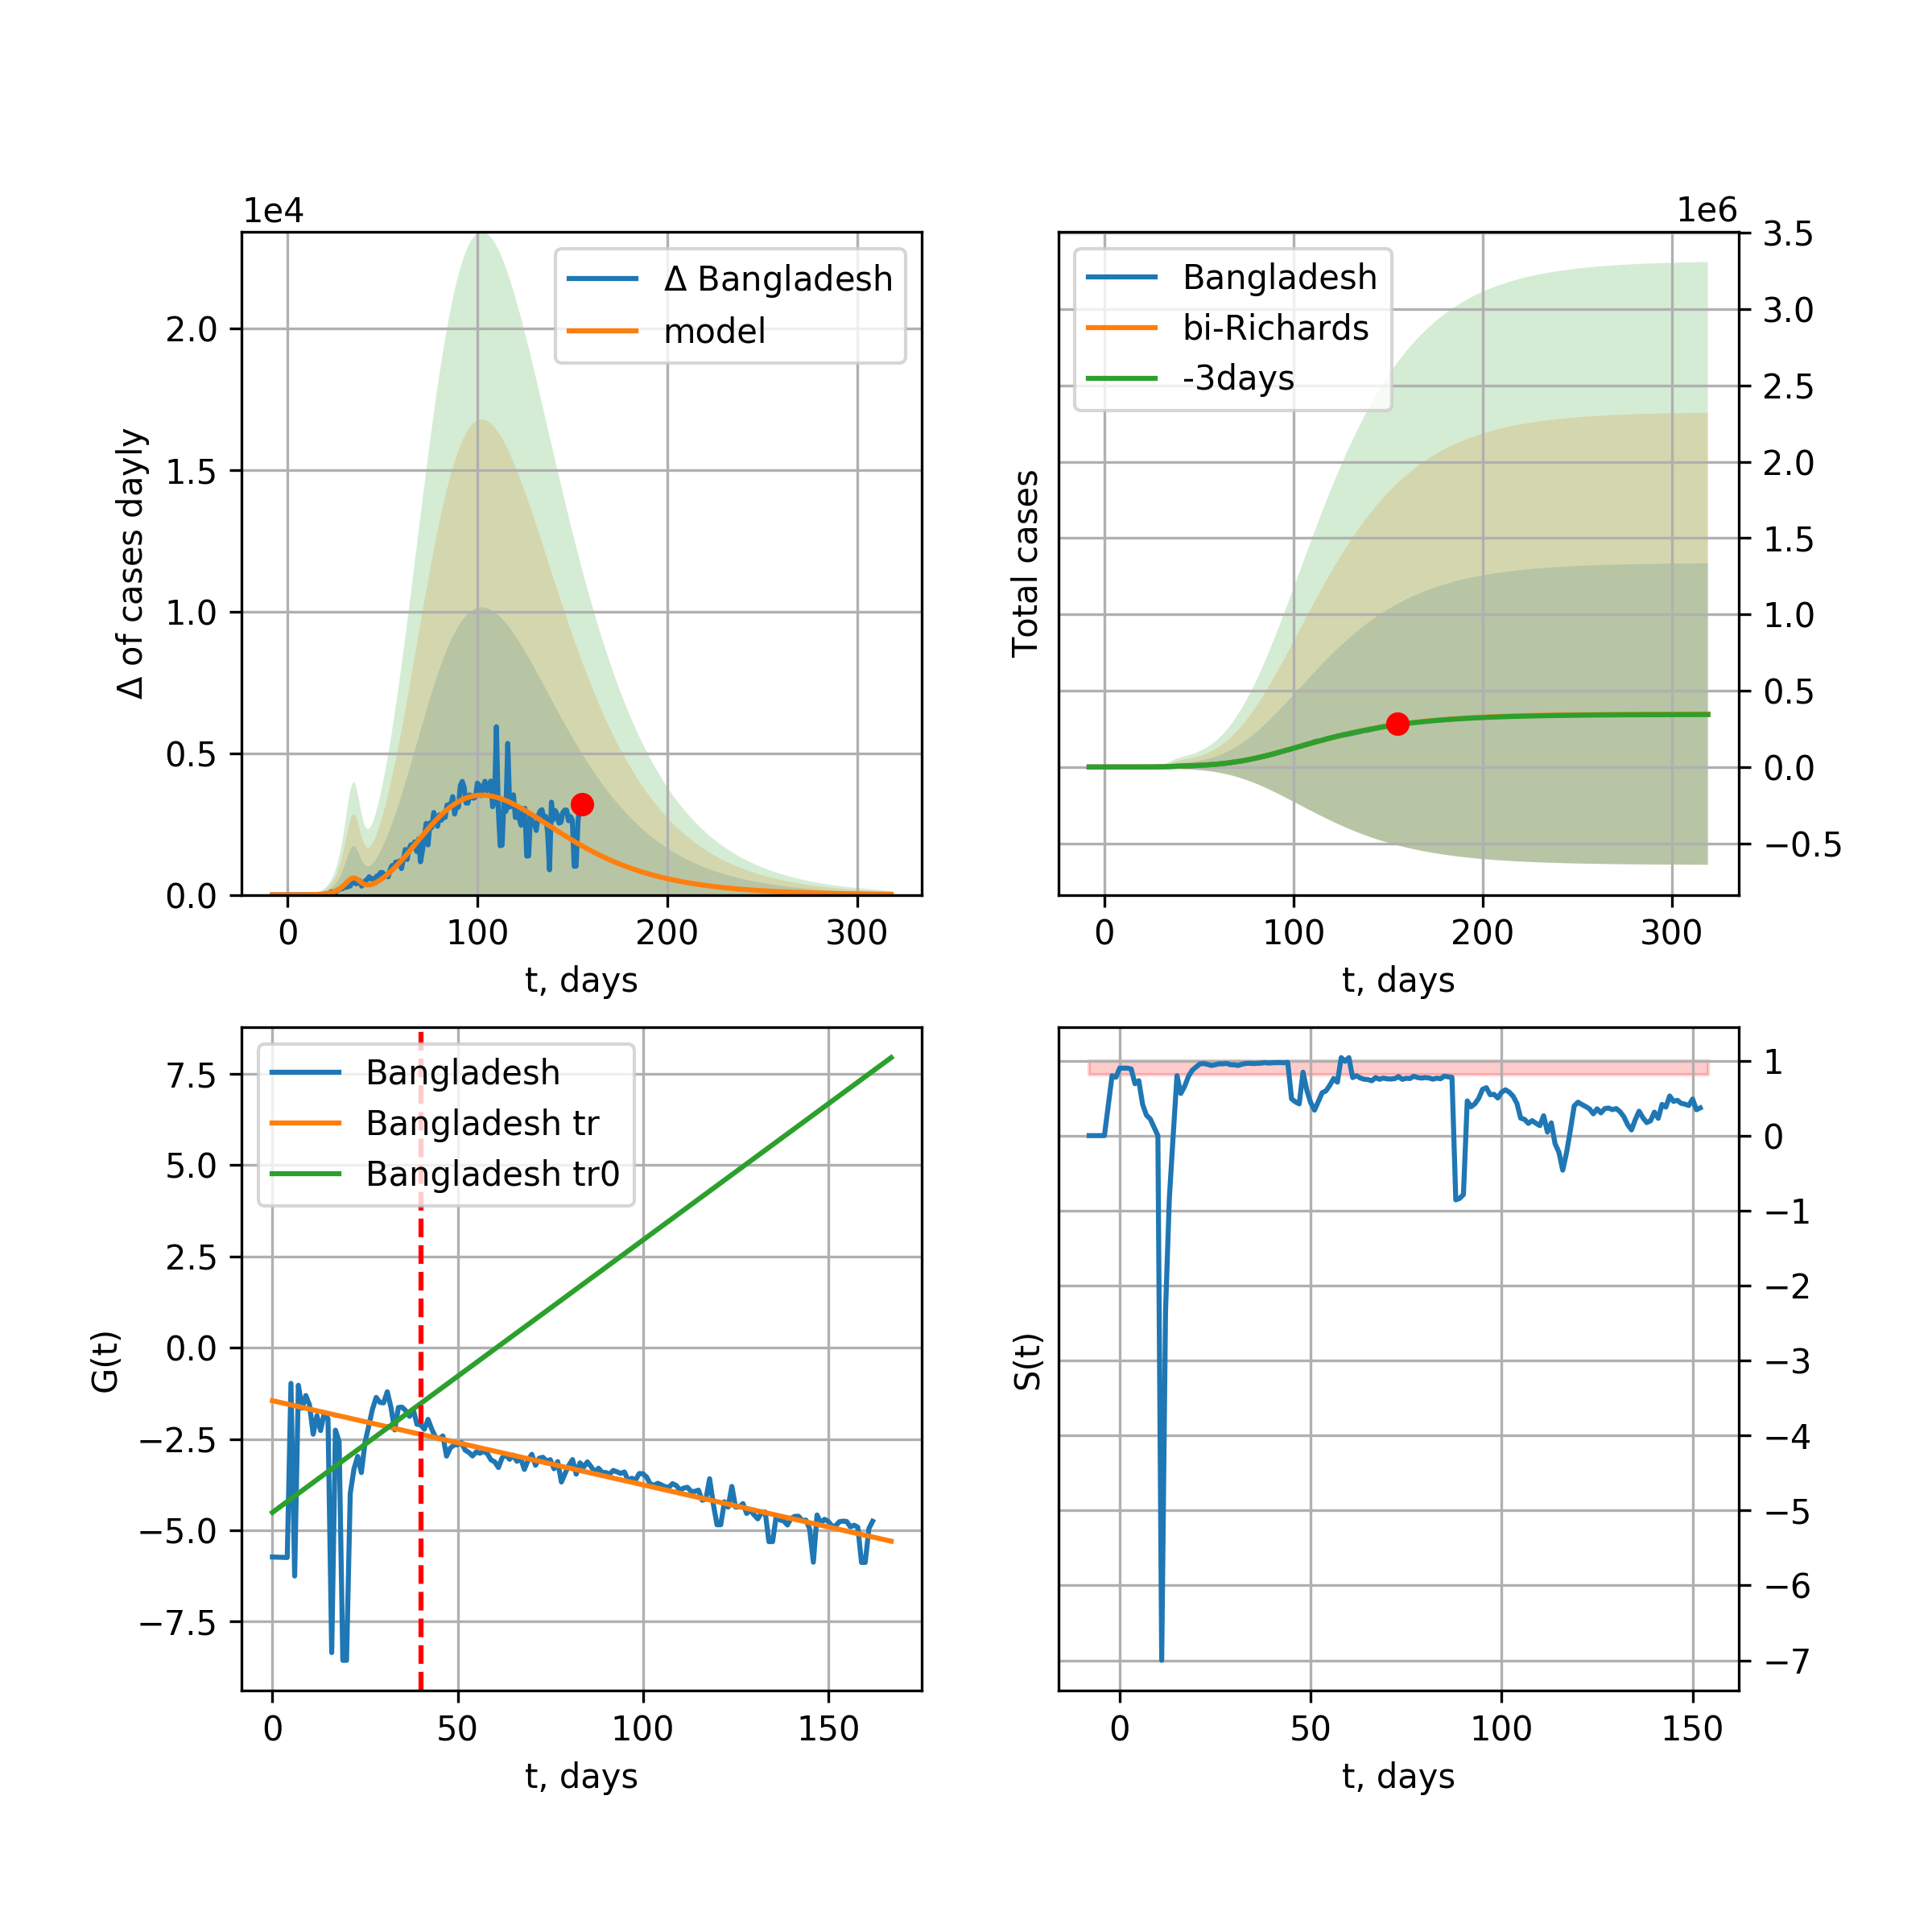 1e4
Δ of cases dayly
2.0
1.5
1.0
0.5
0.0
0 100 200 300
t, days
Δ Bangladesh
model
1e6
Total cases
3.5
3.0
2.5
2.0
1.5
1.0
0.5
0.0
−0.5
0 100 200 300
t, days
Bangladesh
bi-Richards
-3days
G(t)
7.5
5.0
2.5
0.0
−2.5
−5.0
−7.5
0 50 100 150
t, days
Bangladesh
Bangladesh tr
Bangladesh tr0
S(t)
1
0
−1
−2
−3
−4
−5
−6
−7
0 50 100 150
t, days